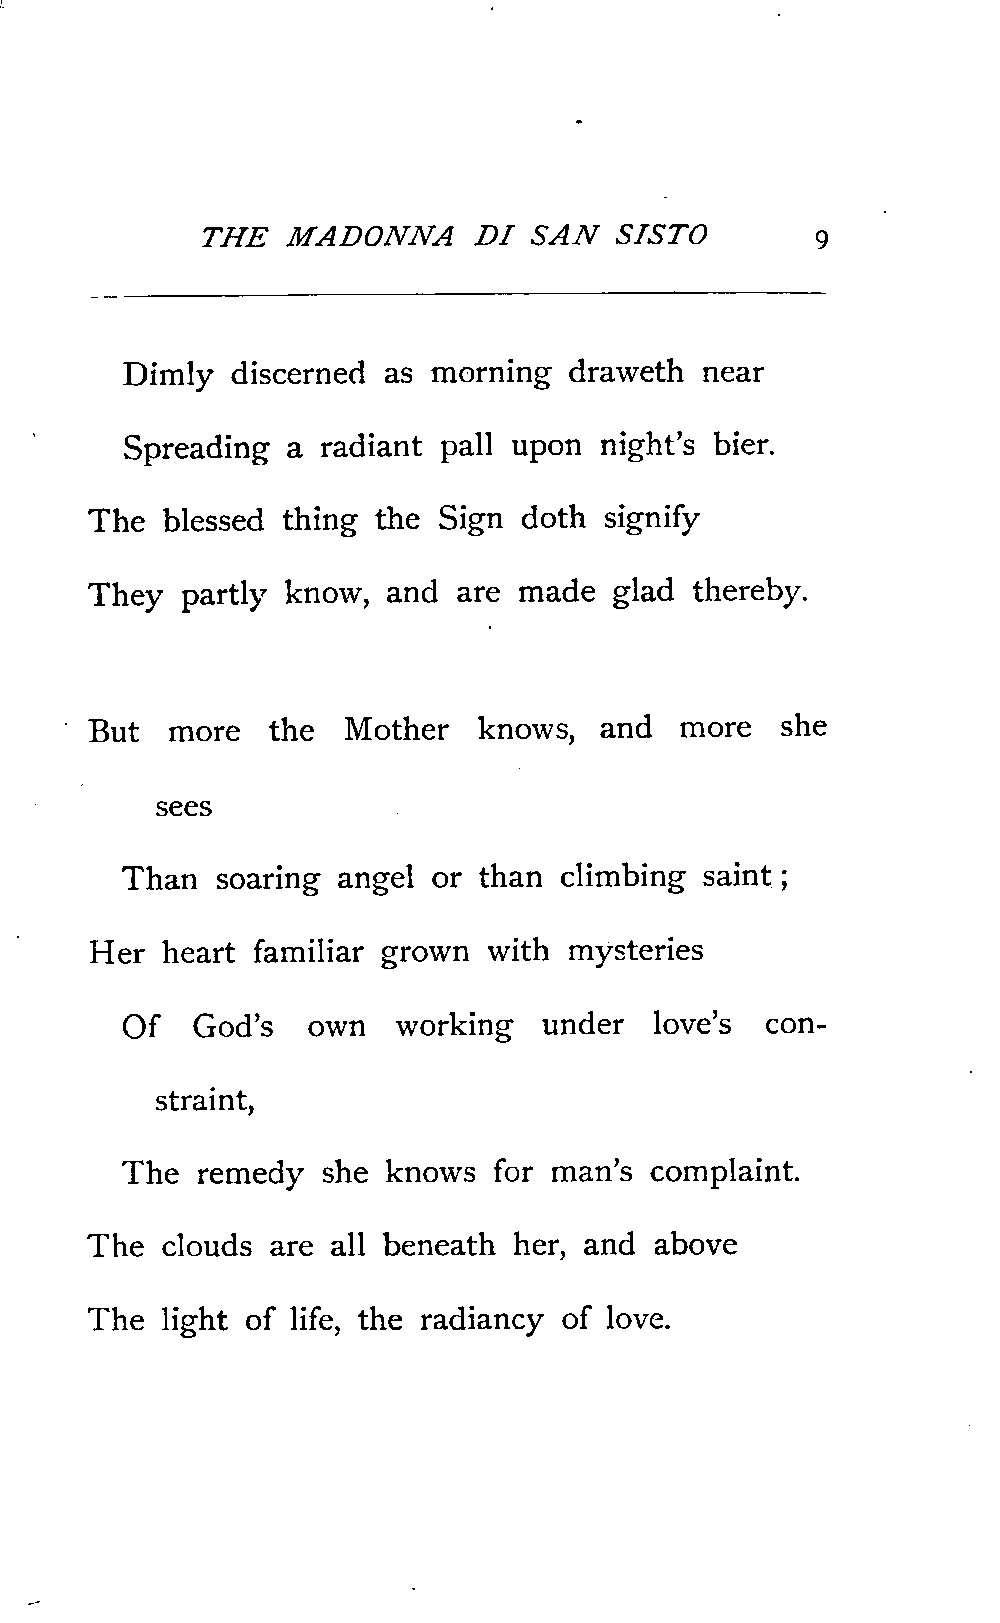 THE MADONNA DI SAN SISTO 9
Dimly discerned as morning draweth near
Spreading a radiant pall upon night's bier.
The blessed thing the Sign doth signify
They partly know, and are made glad thereby.
But more the Mother knows, and more she
sees
Than soaring angel or than climbing saint ;
Her heart familiar grown with mysteries
Of God's own working under love's con-
straint,
The remedy she knows for man's complaint.
The clouds are all beneath her, and above
The light of life, the radiancy of love.